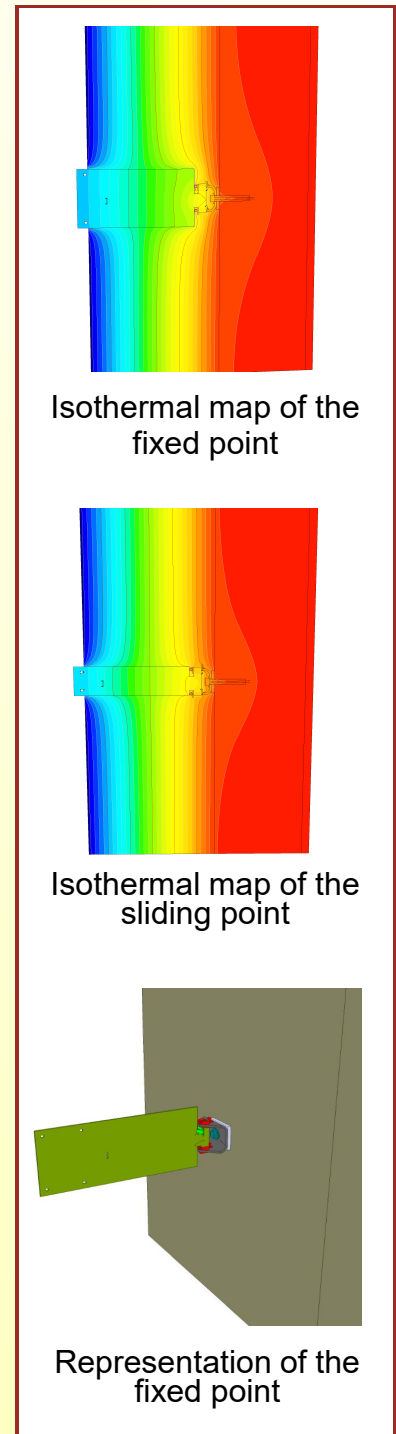 Isothermal map of the
fixed point
Isothermal map of the
sliding point
Representation of the
fixed point